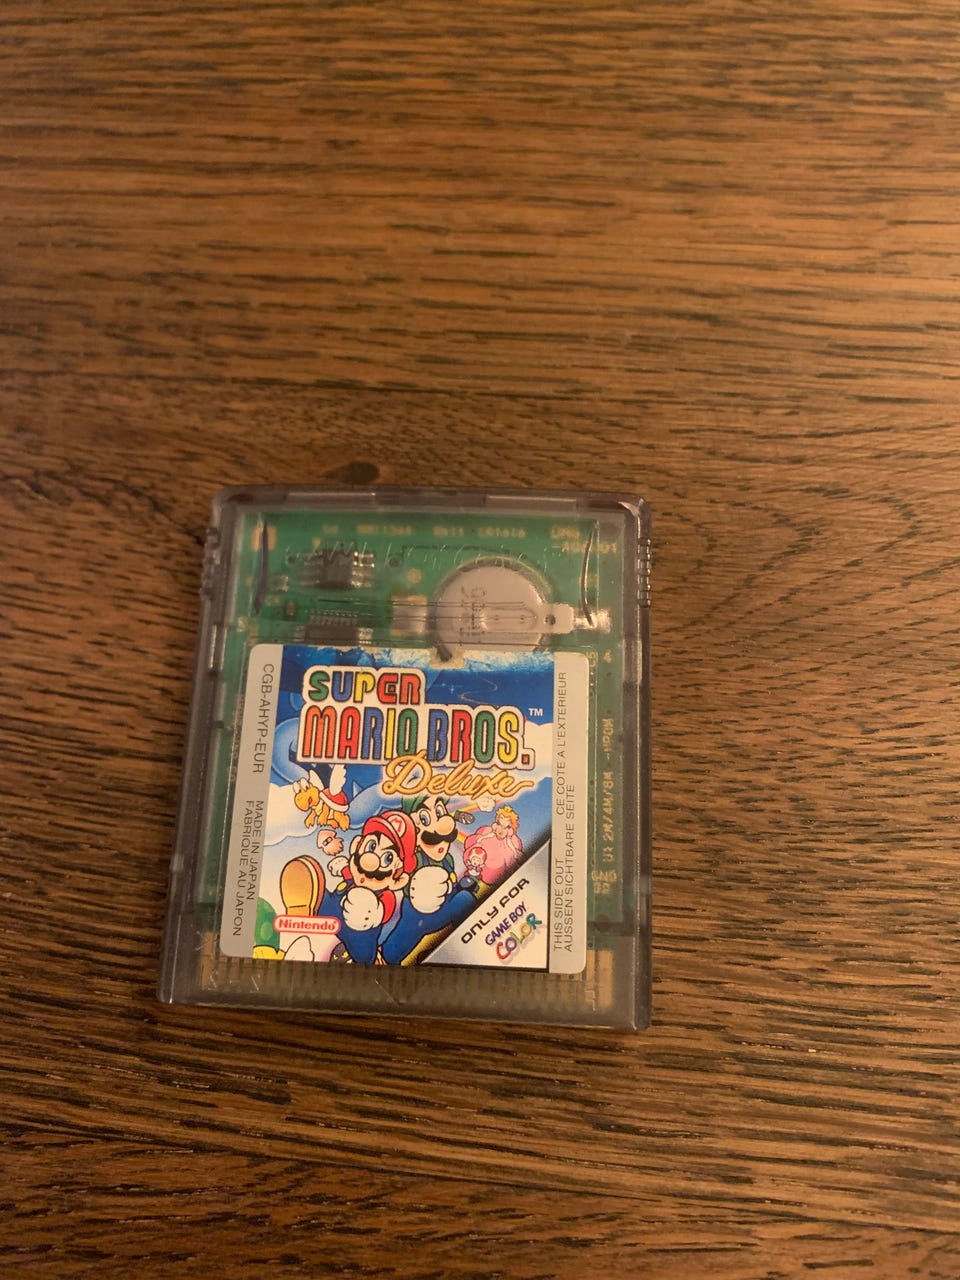 SUPER
MARIO BROS.
Deluxe
TM
CGB-AHYP-EUR
MADE IN JAPAN
FABRIQUE AU JAPON
Nintendo
ONLY FOR
GAME BOY
COLOR
THIS SIDE OUT CE COTE A L'EXTERIEUR
AUSSEN SICHTBARE SEITE